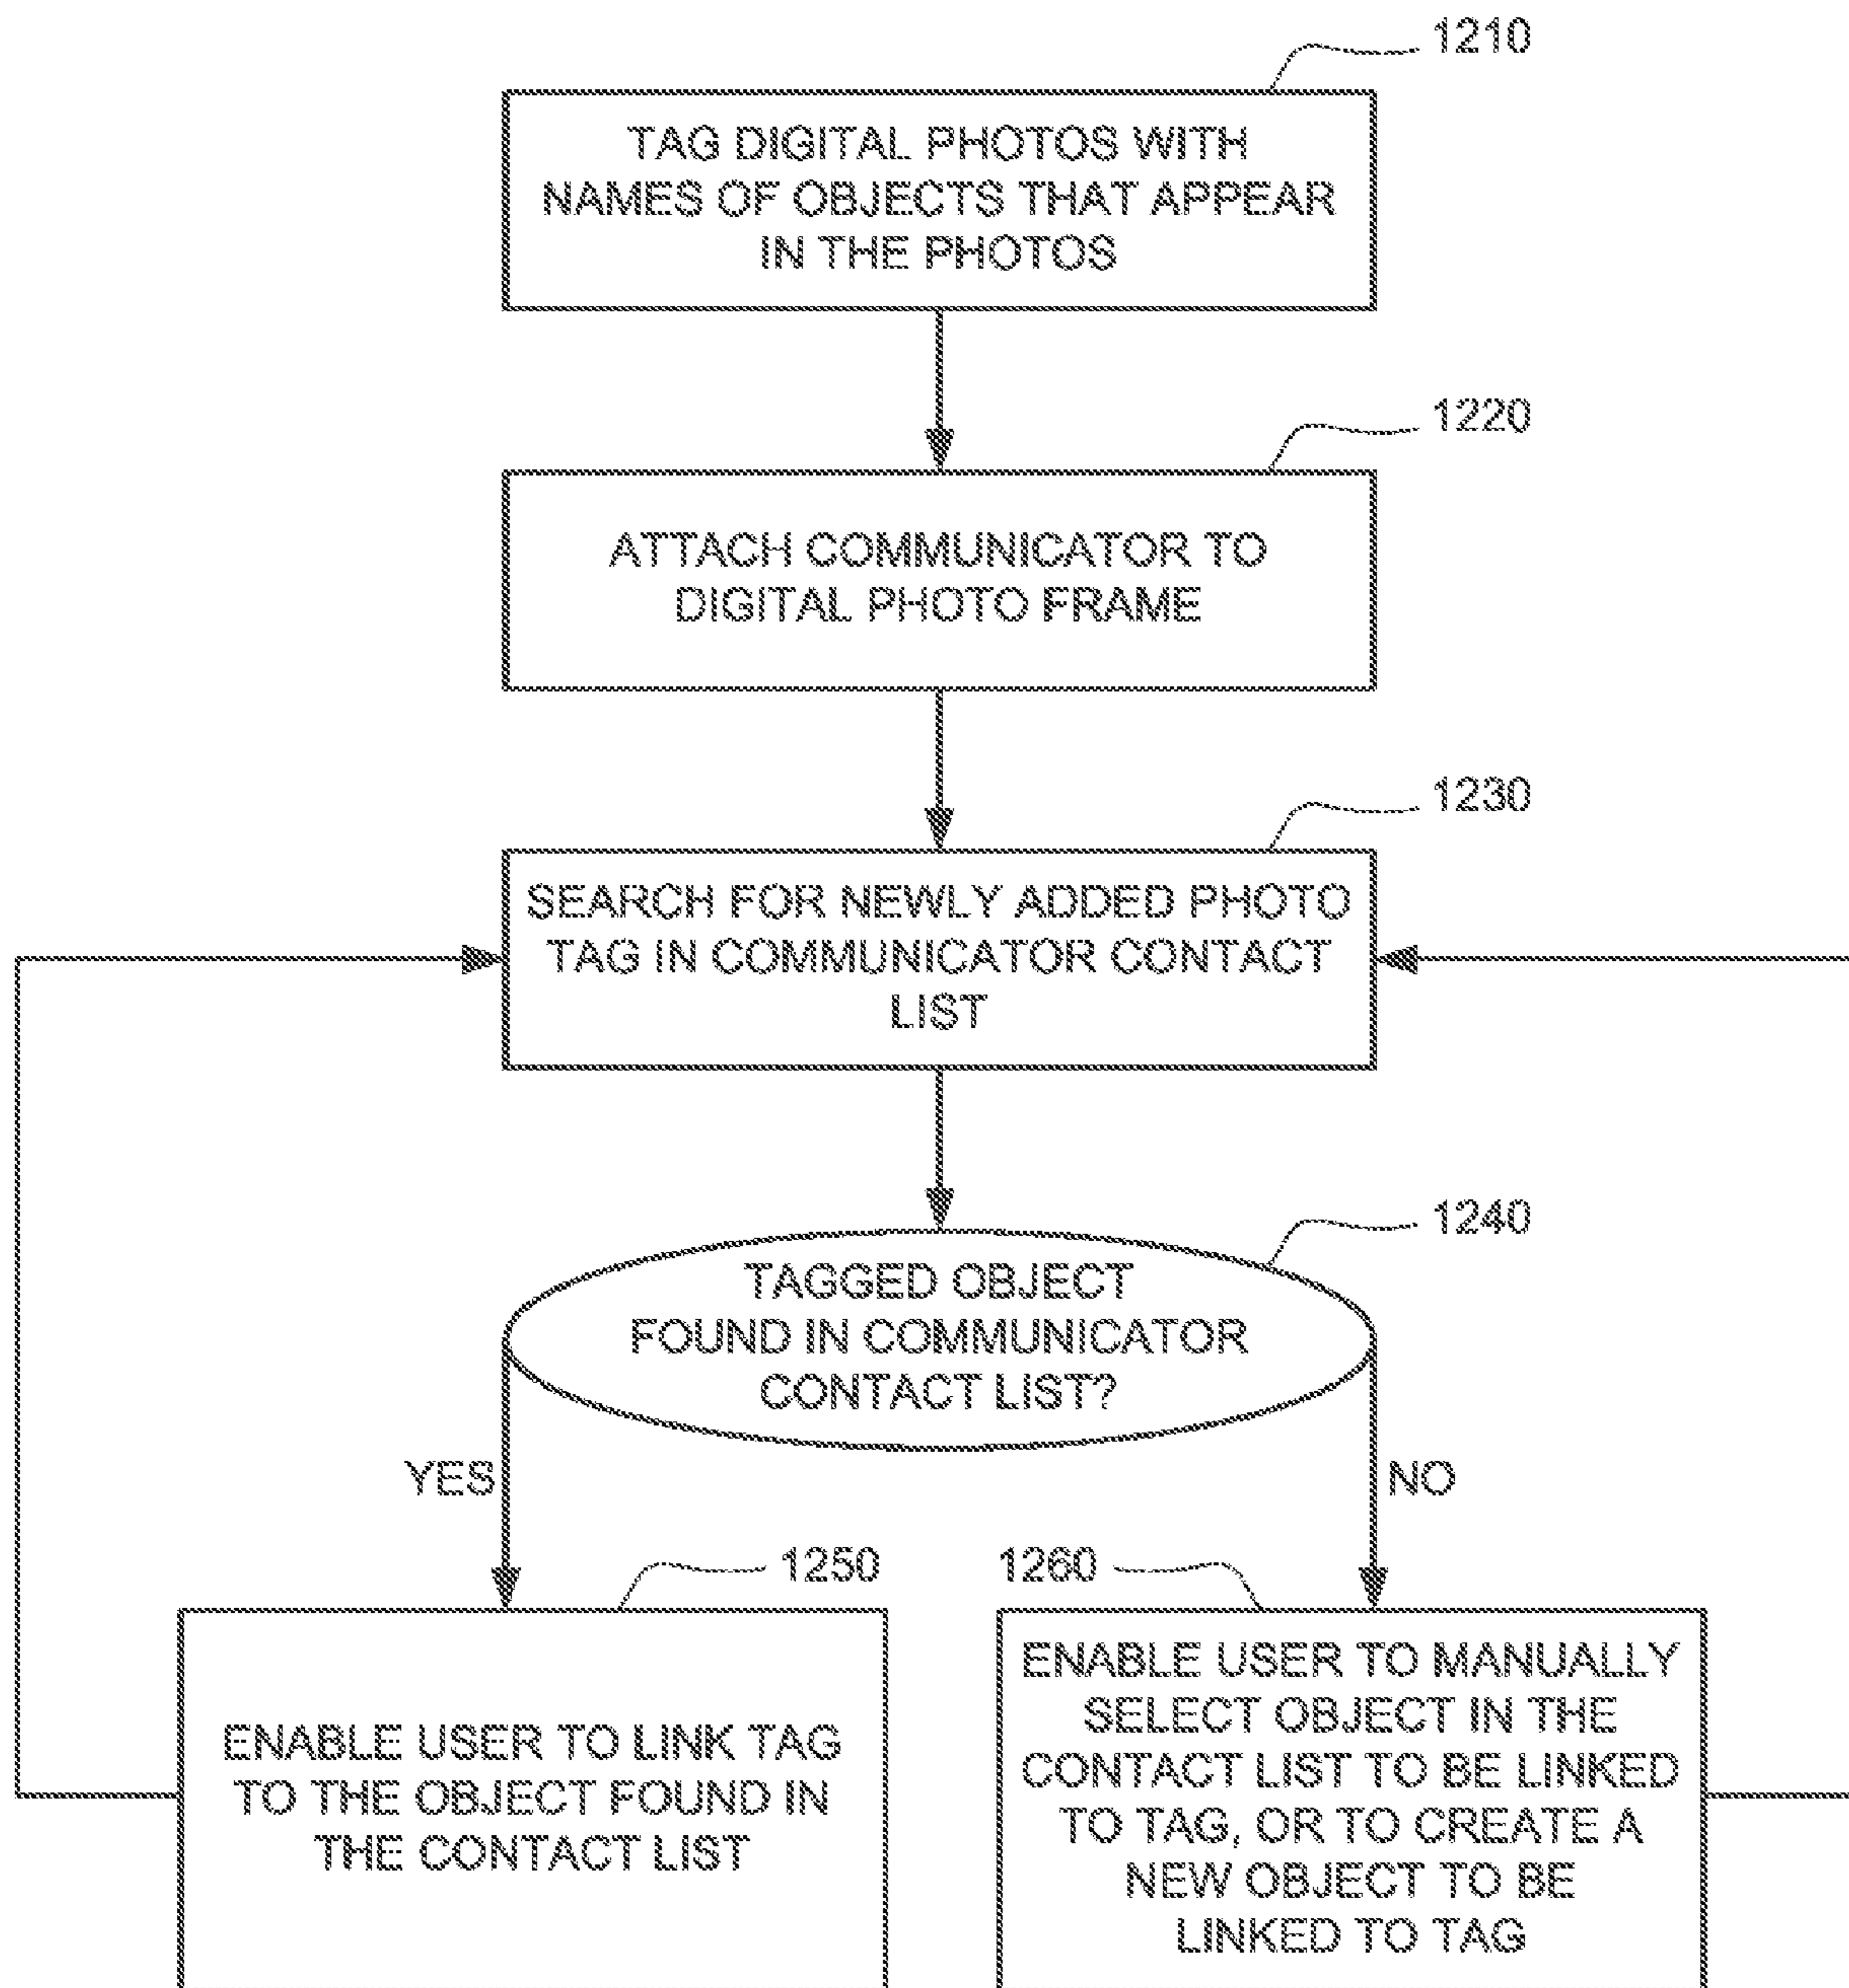 1210
TAG DIGITAL PHOTOS WITH
NAMES OF OBJECTS THAT APPEAR
IN THE PHOTOS
1220
ATTACH COMMUNICATOR TO
DIGITAL PHOTO FRAME
1230
SEARCH FOR NEWLY ADDED PHOTO
TAG IN COMMUNICATOR CONTACT
LIST
1240
TAGGED OBJECT
FOUND IN COMMUNICATOR
CONTACT LIST?
YES
NO
1250
ENABLE USER TO LINK TAG
TO THE OBJECT FOUND IN
THE CONTACT LIST
1260
ENABLE USER TO MANUALLY
SELECT OBJECT IN THE
CONTACT LIST TO BE LINKED
TO TAG, OR TO CREATE A
NEW OBJECT TO BE
LINKED TO TAG